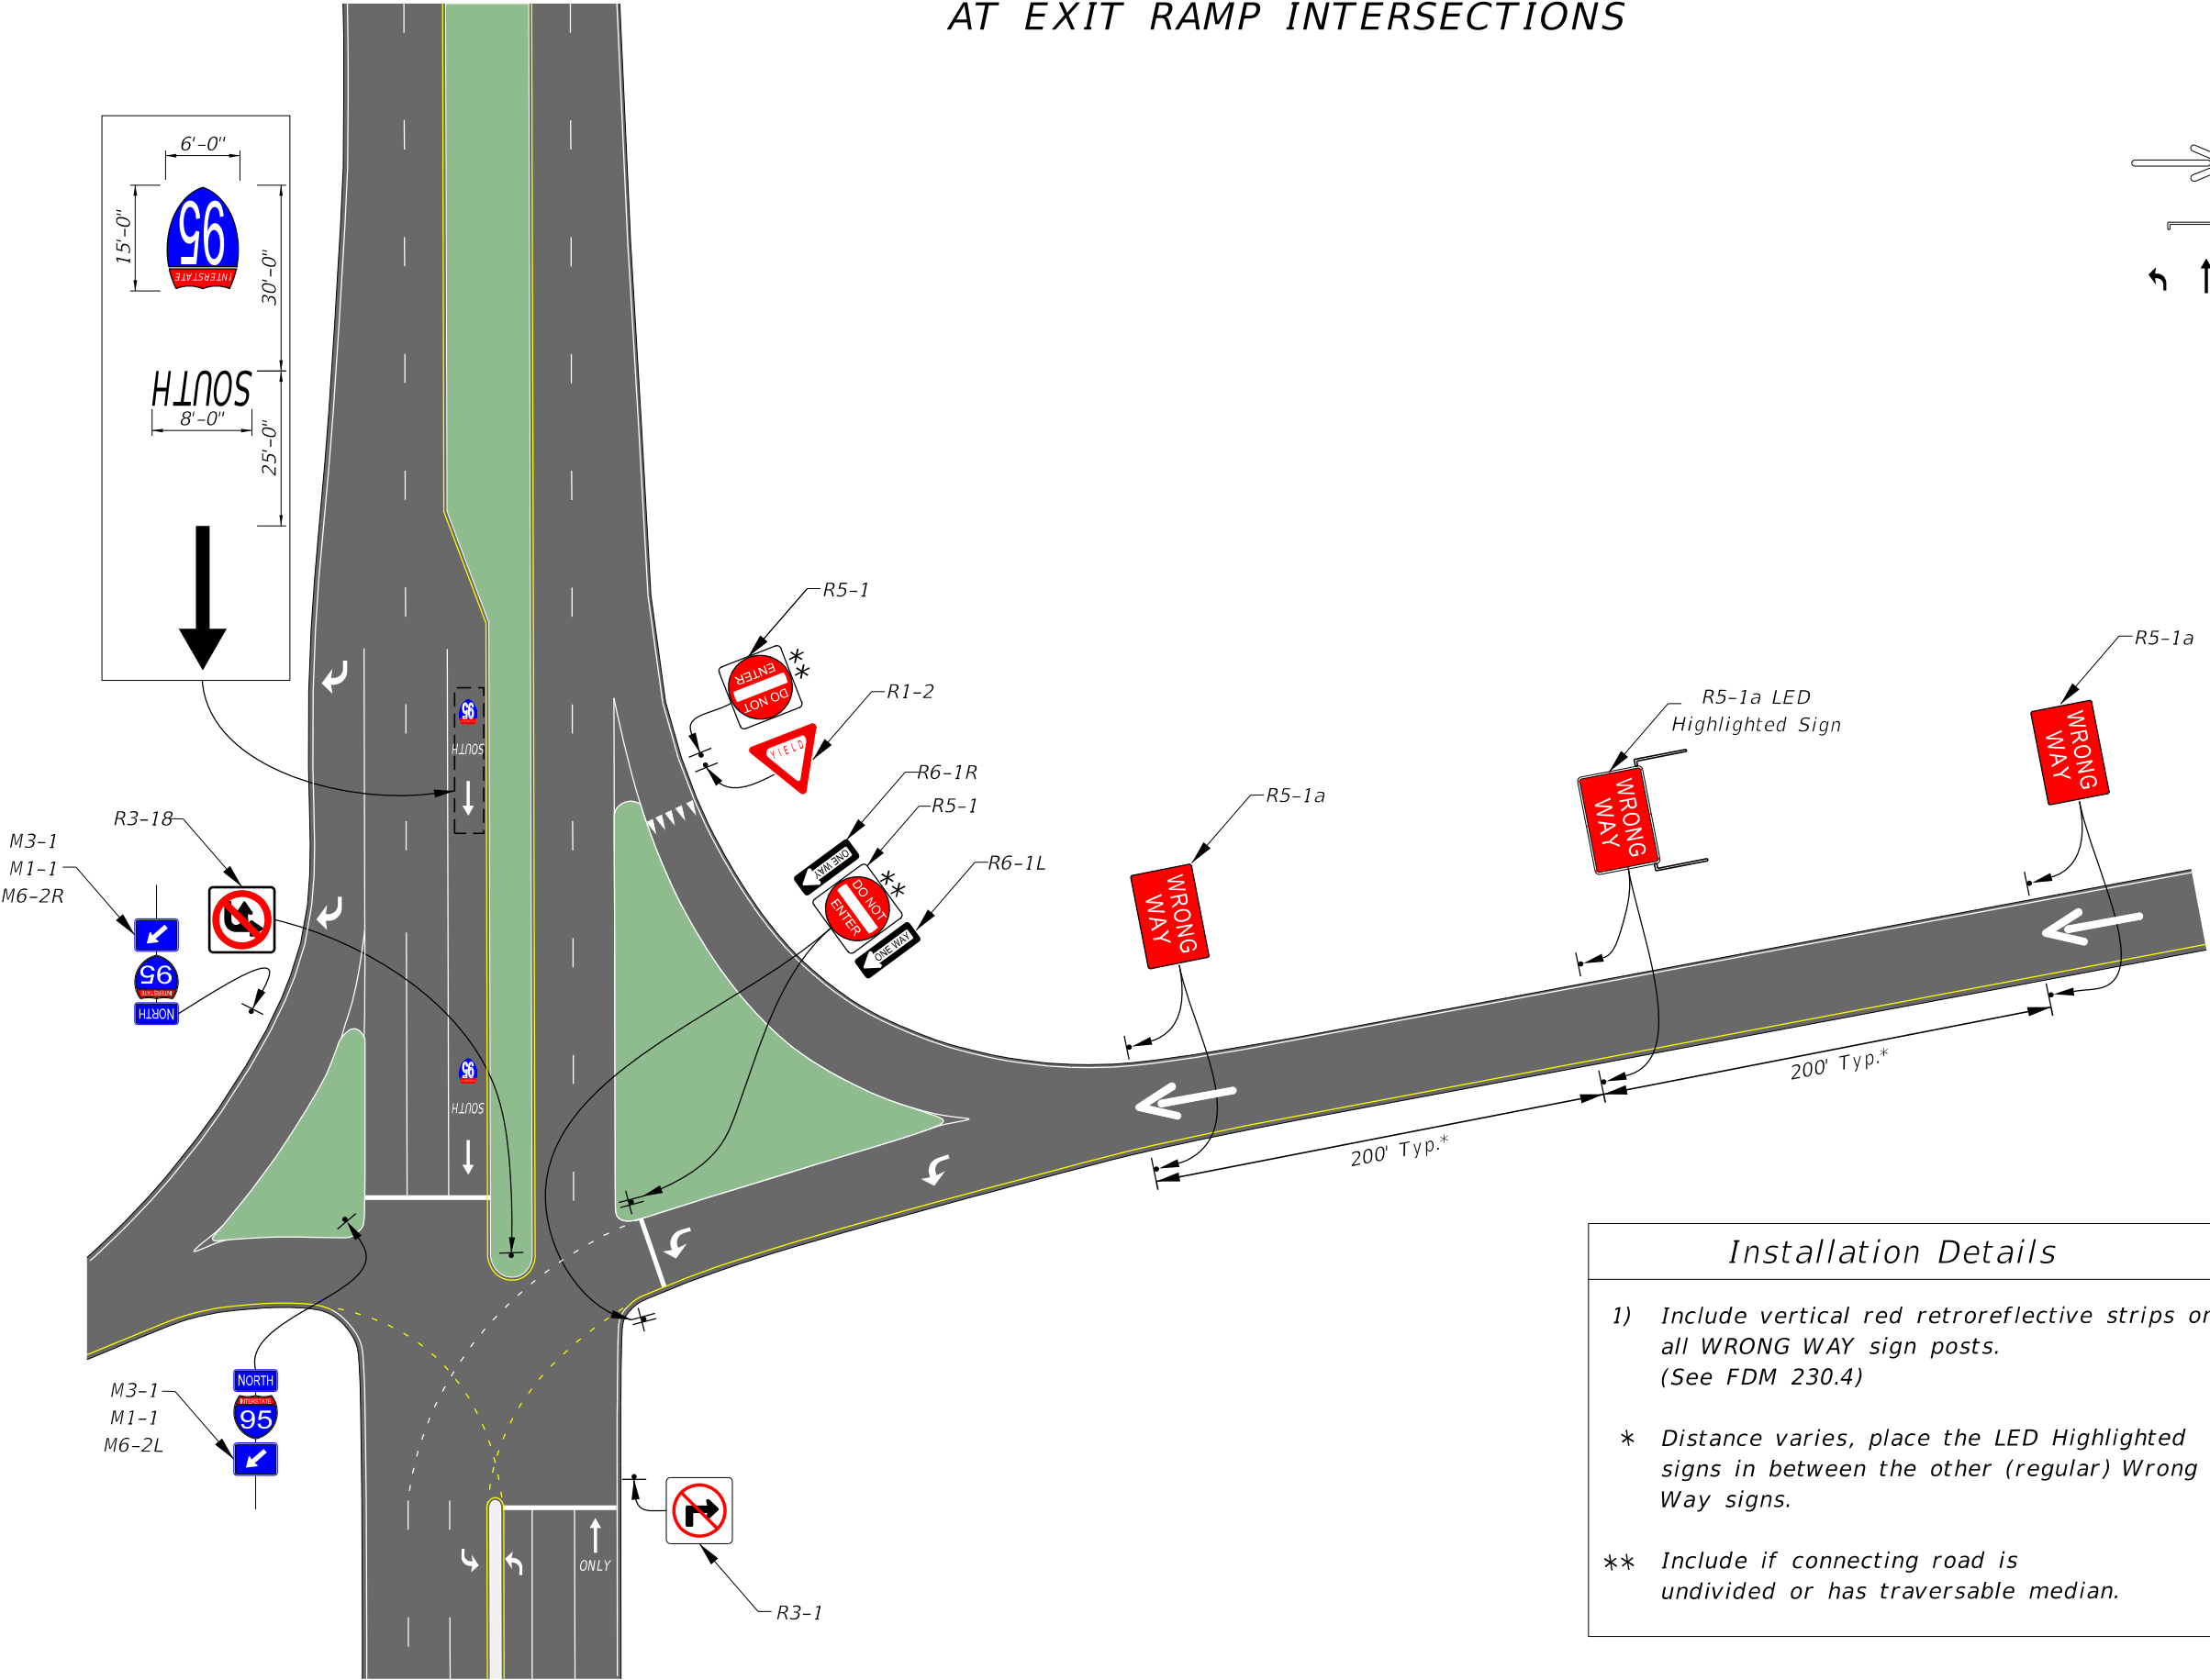 AT EXIT RAMP INTERSECTIONS
6'-0"
15'-0"
95
INTERSTATE
30'-0"
SOUTH
8'-0"
25'-0"
R5-1
DO NOT
ENTER
**
R1-2
YIELD
R6-1R
R5-1
R6-1L
ONE WAY
DO NOT
ENTER
**
ONE WAY
R5-1a
WRONG
WAY
R5-1a LED
Highlighted Sign
WRONG
WAY
R5-1a
WRONG
WAY
200' Typ.*
200' Typ.*
95
SOUTH
95
SOUTH
R3-18
M3-1
M1-1
M6-2R
95
INTERSTATE
NORTH
M3-1
M1-1
M6-2L
NORTH
INTERSTATE
95
ONLY
R3-1
Installation Details
1) Include vertical red retroreflective strips on
all WRONG WAY sign posts.
(See FDM 230.4)
* Distance varies, place the LED Highlighted
signs in between the other (regular) Wrong
Way signs.
** Include if connecting road is
undivided or has traversable median.